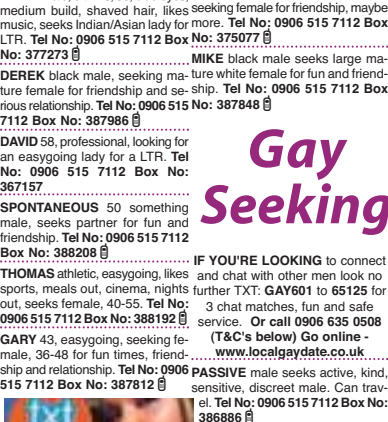 medium build, shaved hair, likes
music, seeks Indian/Asian lady for
LTR. Tel No: 0906 515 7112 Box
No: 377273
DEREK black male, seeking ma-
ture female for friendship and se-
rious relationship. Tel No: 0906 515
7112 Box No: 387986
DAVID 58, professional, looking for
an easygoing lady for a LTR. Tel
No: 0906 515 7112 Box No:
367157
SPONTANEOUS 50 something
male, seeks partner for fun and
friendship. Tel No: 0906 515 7112
Box No: 388208
THOMAS athletic, easygoing, likes
sports, meals out, cinema, nights
out, seeks female, 40-55. Tel No:
0906 515 7112 Box No: 388192
GARY 43, easygoing, seeking fe-
male, 36-48 for fun times, friend-
ship and relationship. Tel No: 0906
515 7112 Box No: 387812
txt
seeking female for friendship, maybe
more. Tel No: 0906 515 7112 Box
No: 375077
MIKE black male seeks large ma-
ture white female for fun and friend-
ship. Tel No: 0906 515 7112 Box
No: 387848
Gay
Seeking
IF YOU'RE LOOKING to connect
and chat with other men look no
further TXT: GAY601 to 65125 for
3 chat matches, fun and safe
service. Or call 0906 635 0508
(T&C's below) Go online -
www.localgaydate.co.uk
PASSIVE male seeks active, kind,
sensitive, discreet male. Can trav-
el. Tel No: 0906 515 7112 Box No:
386886